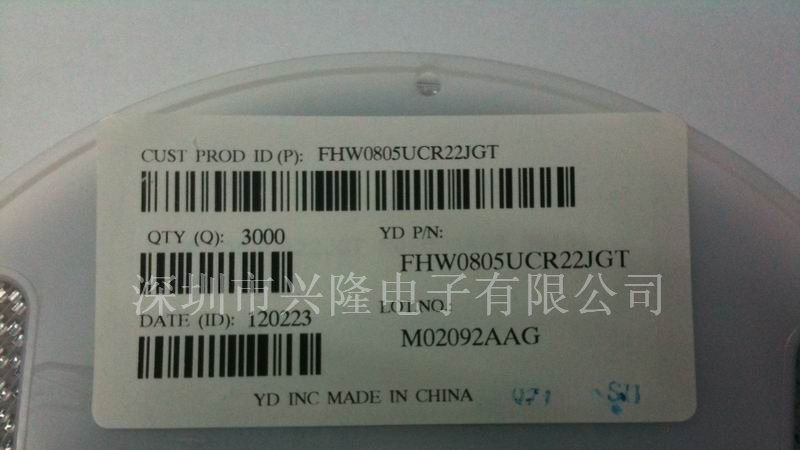 CUST PROD ID (P): FHW0805UCR22JGT
QTY (Q): 3000
YD P/N:
FHW0805UCR22JGT
深圳市兴隆电子有限公司
DATE (ID): 120223
LOT.NO.:
M02092AAG
YD INC MADE IN CHINA